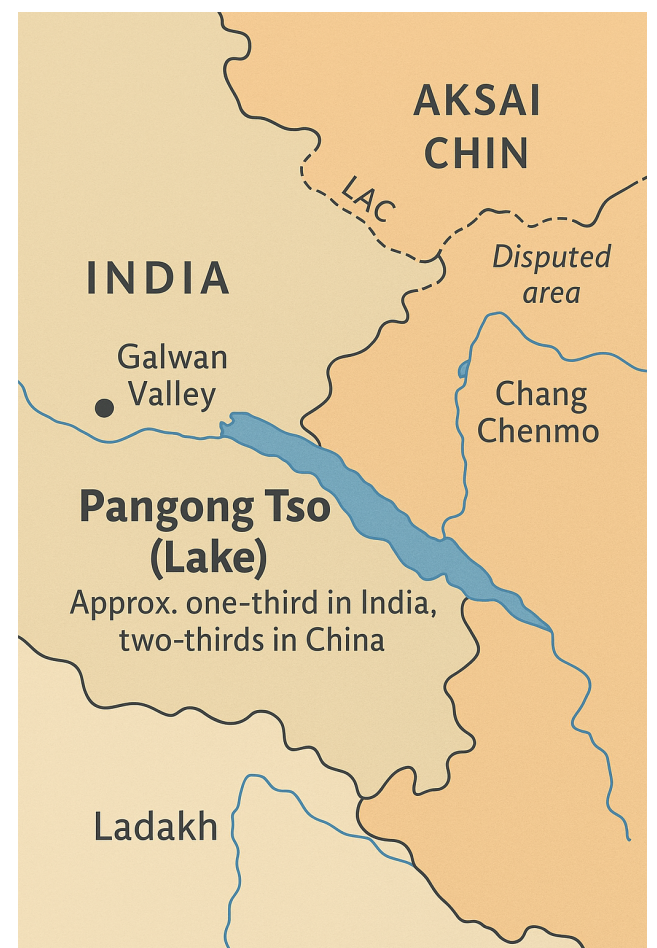 AKSAI
CHIN
LAC
Disputed
area
INDIA
Galwan
Valley
Chang
Chenmo
Pangong Tso
(Lake)
Approx. one-third in India,
two-thirds in China
Ladakh